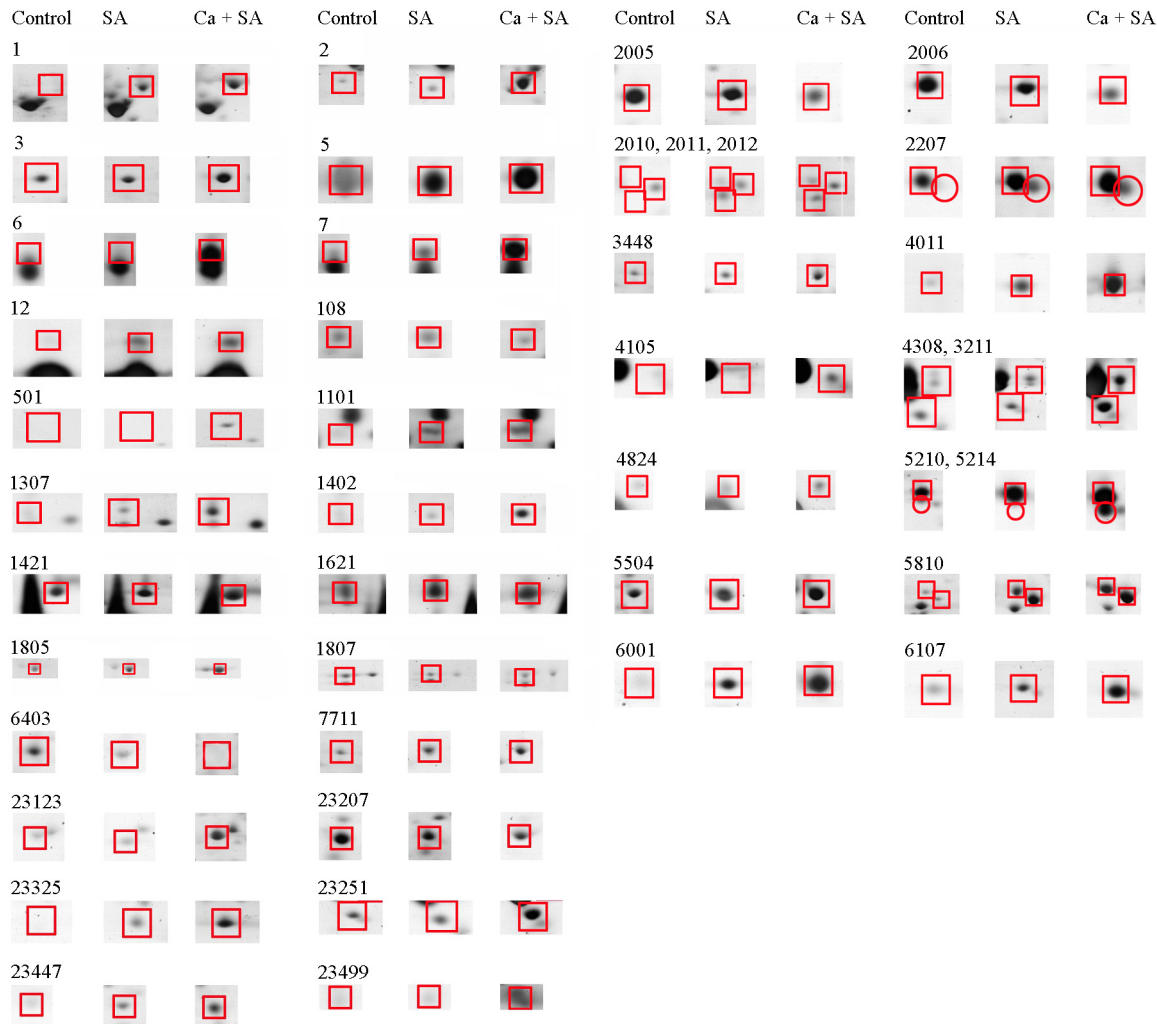 Control SA Ca + SA Control SA Ca + SA Control SA Ca + SA Control SA Ca + SA
1 2 2005 2006
3 5 2010, 2011, 2012 2207
6 7 3448 4011
12 108 4105 4308, 3211
501 1101 4824 5210, 5214
1307 1402 5504 5810
1421 1621 6001 6107
1805 1807
6403 7711
23123 23207
23325 23251
23447 23499